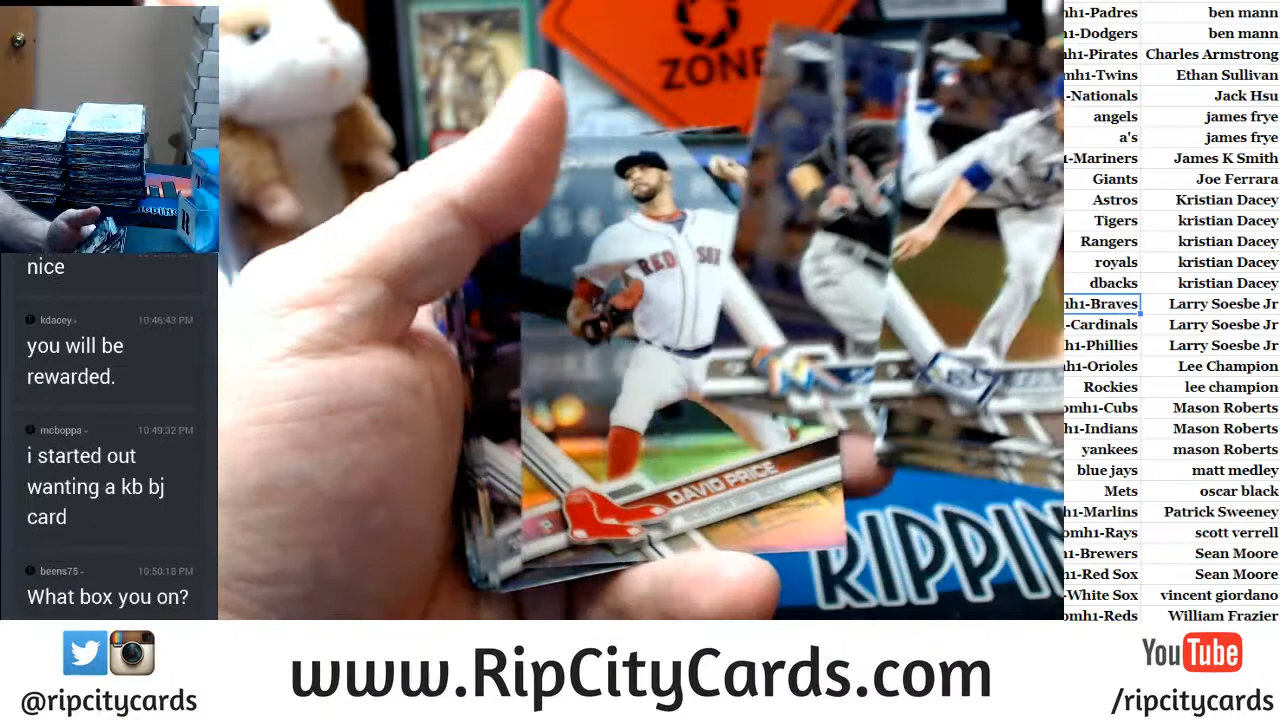 nice
kdacey-
10:46:43 PM
you will be
rewarded.
mcboppa-
10:49:32 PM
i started out
wanting a kb bj
card
beens75-
10:50:18 PM
What box you on?
ZONE
RED SOX
DAVID PRICE
RIPPIN
RIPPING
nh1-Padres ben mann
1-Dodgers ben mann
mh1-Pirates Charles Armstrong
mh1-Twins Ethan Sullivan
-Nationals Jack Hsu
angels james frye
a's james frye
-Mariners James K Smith
Giants Joe Ferrara
Astros Kristian Dacey
Tigers kristian Dacey
Rangers kristian Dacey
royals kristian Dacey
dbacks kristian Dacey
nh1-Braves Larry Soesbe Jr
-Cardinals Larry Soesbe Jr
h1-Phillies Larry Soesbe Jr
h1-Orioles Lee Champion
Rockies lee champion
omh1-Cubs Mason Roberts
h1-Indians Mason Roberts
yankees mason Roberts
blue jays matt medley
Mets oscar black
h1-Marlins Patrick Sweeney
omh1-Rays scott verrell
h1-Brewers Sean Moore
h1-Red Sox Sean Moore
-White Sox vincent giordano
omh1-Reds William Frazier
@ripcitycards
www.RipCityCards.com
YouTube
/ripcitycards